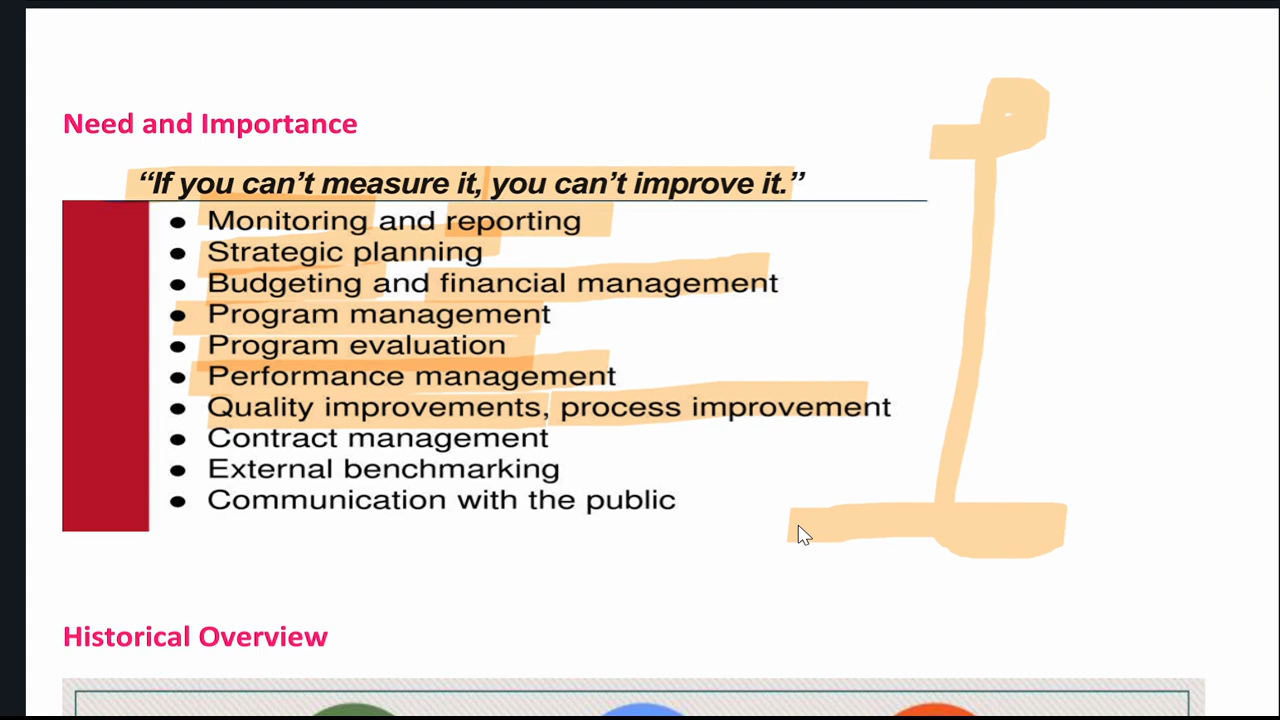 Need and Importance
“If you can’t measure it, you can’t improve it.”
● Monitoring and reporting
● Strategic planning
● Budgeting and financial management
● Program management
● Program evaluation
● Performance management
● Quality improvements, process improvement
● Contract management
● External benchmarking
● Communication with the public
Historical Overview